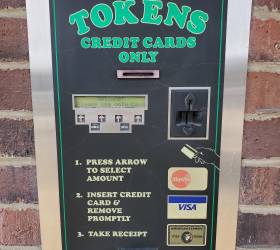 TOKENS
CREDIT CARDS
ONLY
1. PRESS ARROW
TO SELECT
AMOUNT
2. INSERT CREDIT
CARD &
REMOVE
PROMPTLY
3. TAKE RECEIPT
VISA